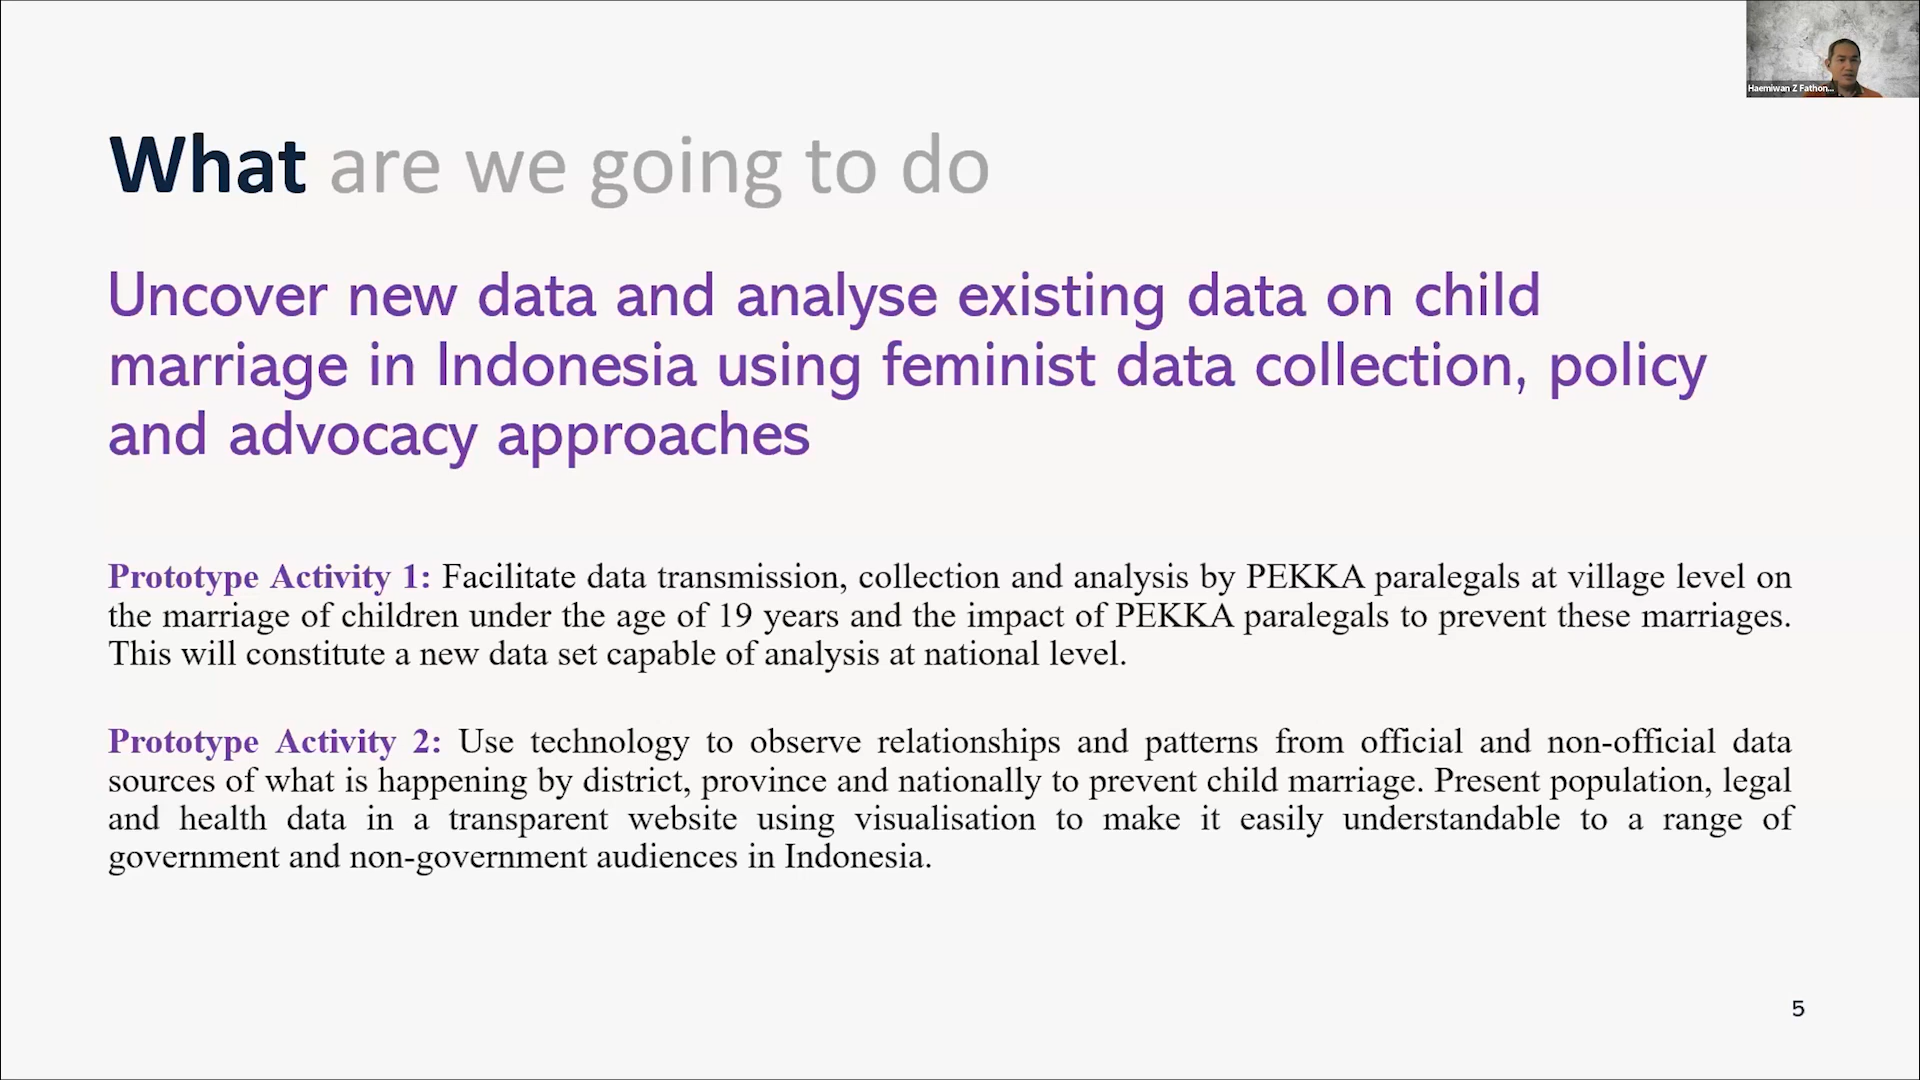 Haemiwan Z Fathon...
What are we going to do
Uncover new data and analyse existing data on child
marriage in Indonesia using feminist data collection, policy
and advocacy approaches
Prototype Activity 1: Facilitate data transmission, collection and analysis by PEKKA paralegals at village level on
the marriage of children under the age of 19 years and the impact of PEKKA paralegals to prevent these marriages.
This will constitute a new data set capable of analysis at national level.
Prototype Activity 2: Use technology to observe relationships and patterns from official and non-official data
sources of what is happening by district, province and nationally to prevent child marriage. Present population, legal
and health data in a transparent website using visualisation to make it easily understandable to a range of
government and non-government audiences in Indonesia.
5